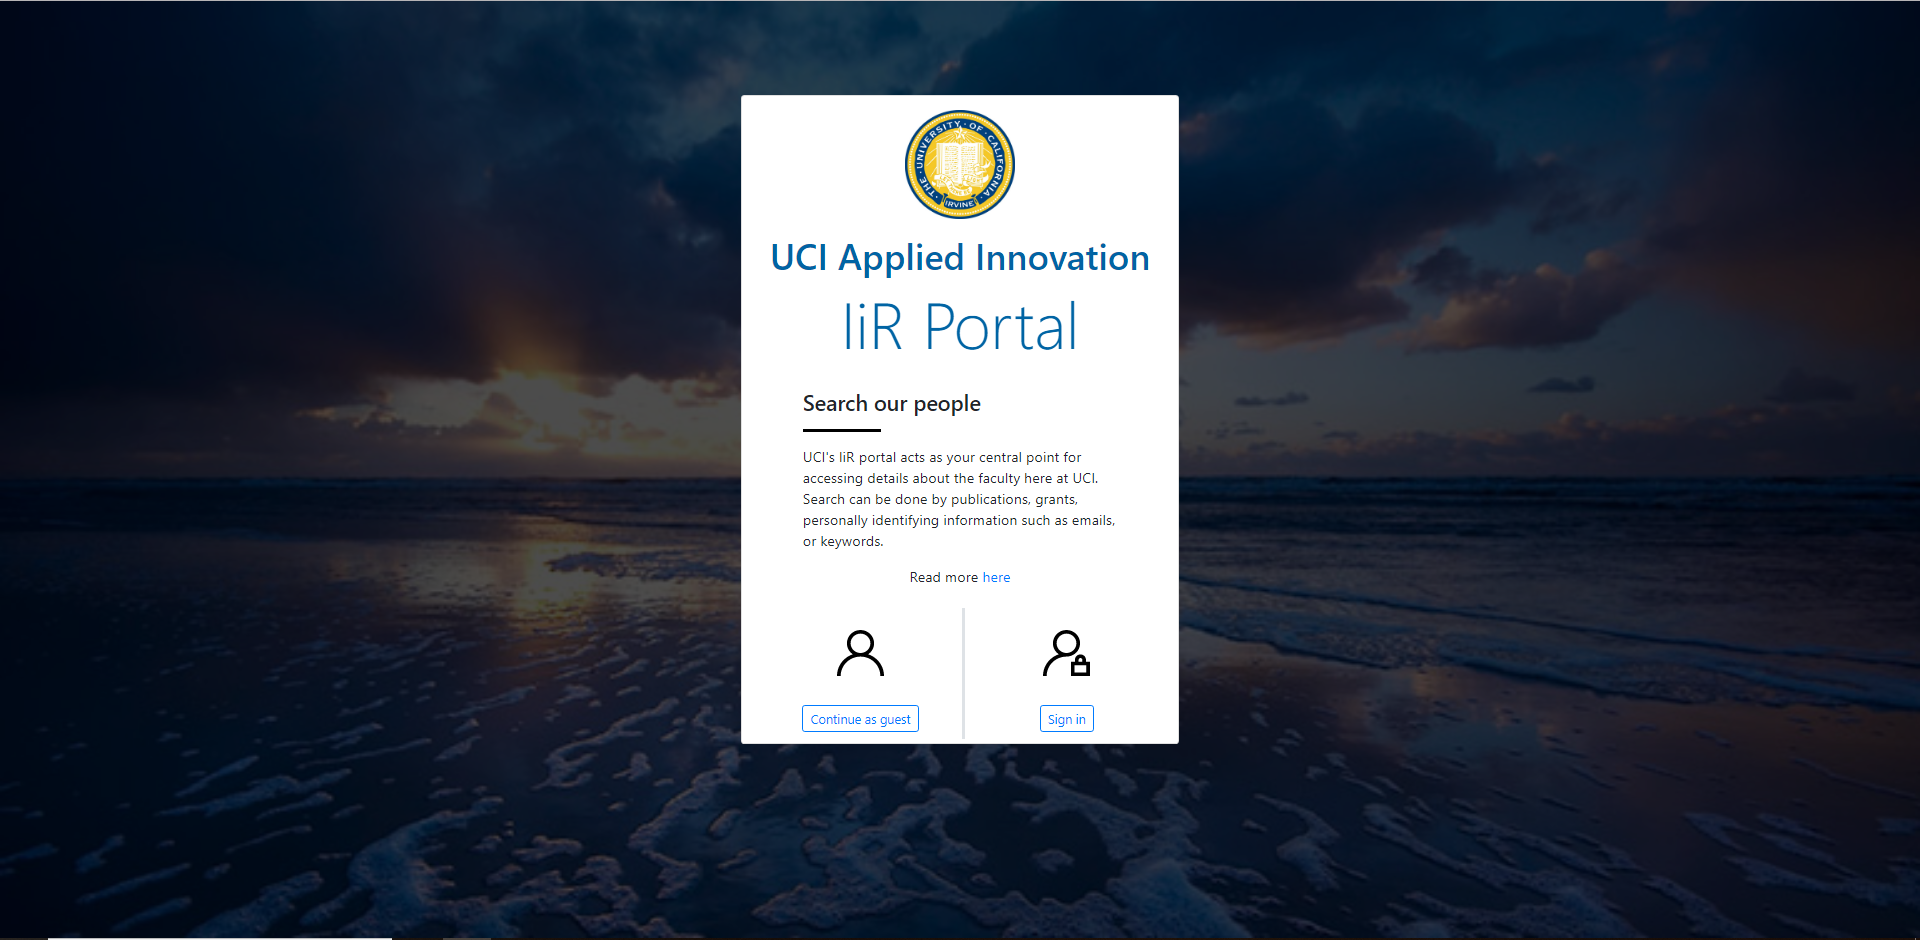 THE · UNIVERSITY · OF · CALIFORNIA
IRVINE
UCI Applied Innovation
IiR Portal
Search our people
UCI's IiR portal acts as your central point for
accessing details about the faculty here at UCI.
Search can be done by publications, grants,
personally identifying information such as emails,
or keywords.
Read more here
Continue as guest
Sign in